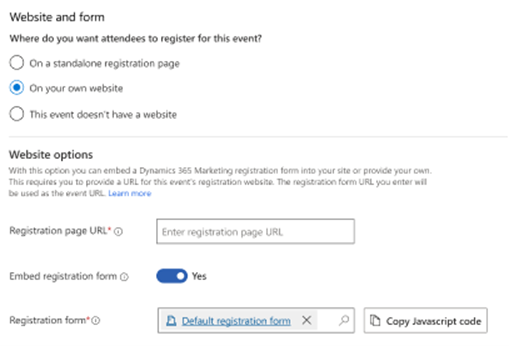 Website and form
Where do you want attendees to register for this event?
On a standalone registration page
On your own website
This event doesn't have a website
Website options
With this option you can embed a Dynamics 365 Marketing registration form into your site or provide your own.
This requires you to provide a URL for this event's registration website. The registration form URL you enter will
be used as the event URL. Learn more
Registration page URL* Enter registration page URL
Embed registration form Yes
Registration form* Default registration form Copy Javascript code